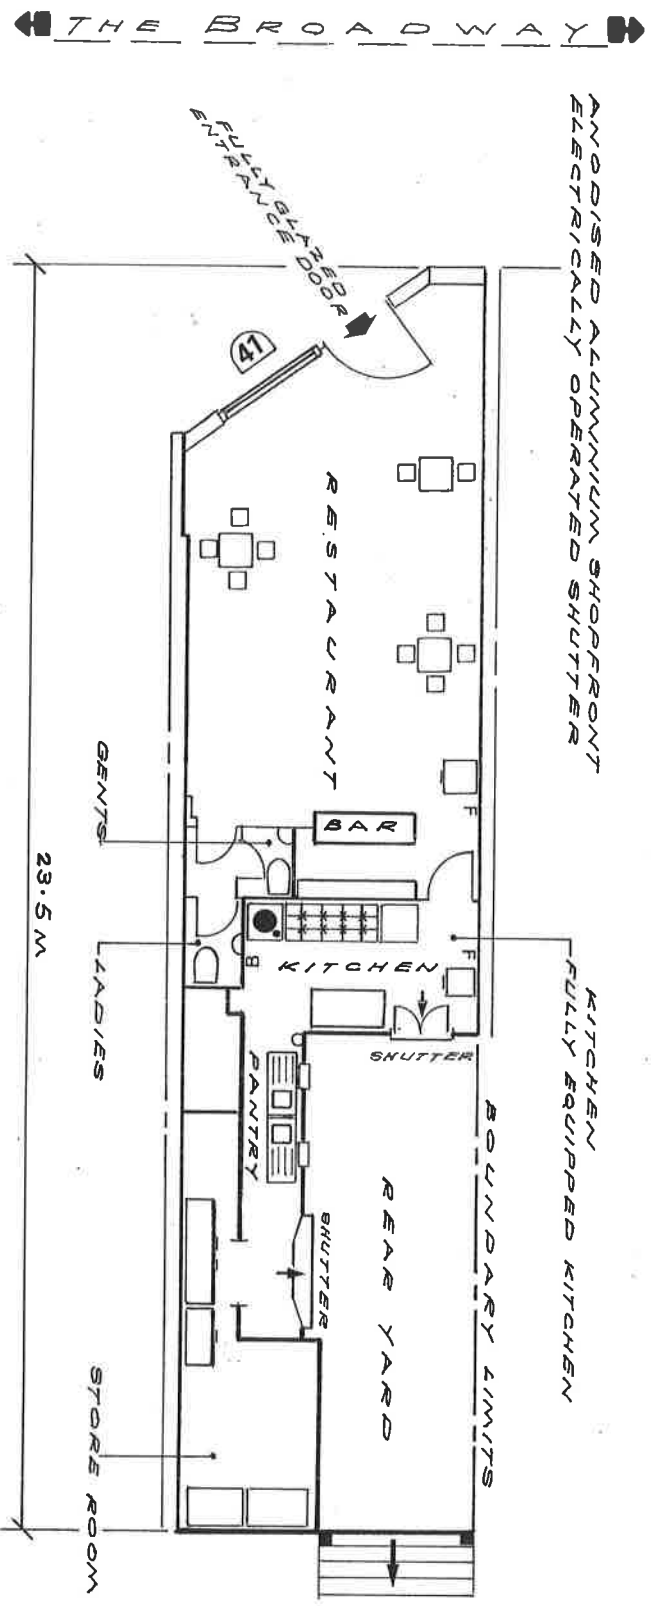 THE BROADWAY
ANODISED ALUMINIUM SHOPFRONT
ELECTRICALLY OPERATED SHUTTER
FULLY GLAZED
ENTRANCE DOOR
41
RESTAURANT
F
BAR
GENTS
23.5 M
LADIES
B
KITCHEN
F
KITCHEN
FULLY EQUIPPED KITCHEN
SHUTTER
PANTRY
BOUNDARY LIMITS
REAR YARD
SHUTTER
STORE ROOM